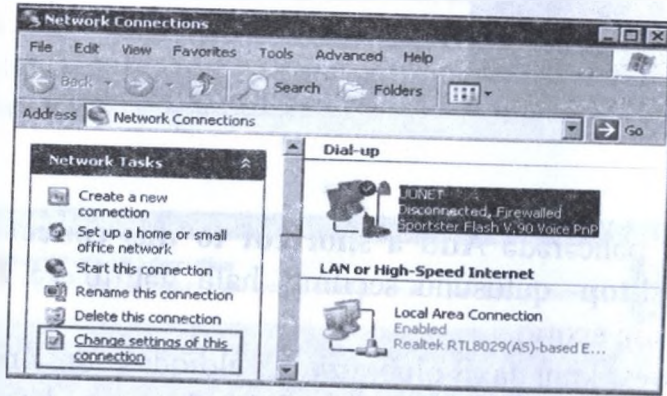 Network Connections
File Edit View Favorites Tools Advanced Help
Back Search Folders
Address Network Connections Go
Network Tasks
Create a new
connection
Set up a home or small
office network
Start this connection
Rename this connection
Delete this connection
Change settings of this
connection
Dial-up
UUNET
Disconnected, Firewalled
Sportster Flash V.90 Voice PnP
LAN or High-Speed Internet
Local Area Connection
Enabled
Realtek RTL8029(AS)-based E...